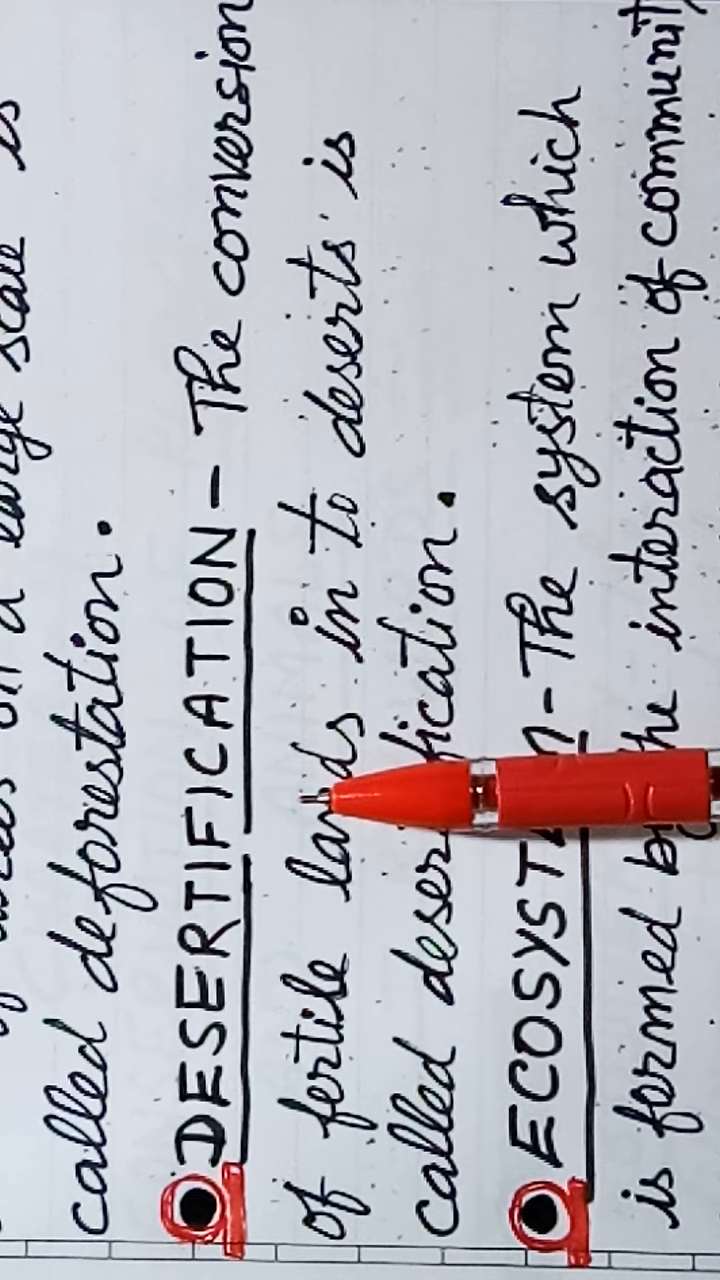 on a large scale is
called deforestation.
DESERTIFICATION - The conversion
of fertile lands in to deserts is
called desertification.
ECOSYSTEM - The system which
is formed by the interaction of community